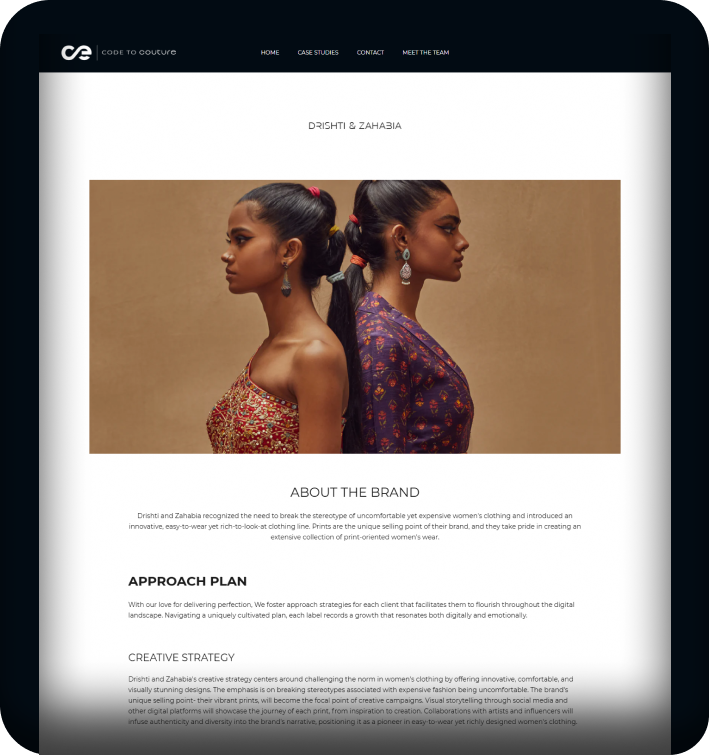 CODE TO couture
HOME CASE STUDIES CONTACT MEET THE TEAM
DRISHTI & ZAHABIA
ABOUT THE BRAND
Drishti and Zahabia recognized the need to break the stereotype of uncomfortable yet expensive women's clothing and introduced an
innovative, easy-to-wear yet rich-to-look-at clothing line. Prints are the unique selling point of their brand, and they take pride in creating an
extensive collection of print-oriented women's wear.
APPROACH PLAN
With our love for delivering perfection, We foster approach strategies for each client that facilitates them to flourish throughout the digital
landscape. Navigating a uniquely cultivated plan, each label records a growth that resonates both digitally and emotionally.
CREATIVE STRATEGY
Drishti and Zahabia's creative strategy centers around challenging the norm in women's clothing by offering innovative, comfortable, and
visually stunning designs. The emphasis is on breaking stereotypes associated with expensive fashion being uncomfortable. The brand's
unique selling point- their vibrant prints, will become the focal point of creative campaigns. Visual storytelling through social media and
other digital platforms will showcase the journey of each print, from inspiration to creation. Collaborations with artists and influencers will
infuse authenticity and diversity into the brand's narrative, positioning it as a pioneer in easy-to-wear yet richly designed women's clothing.